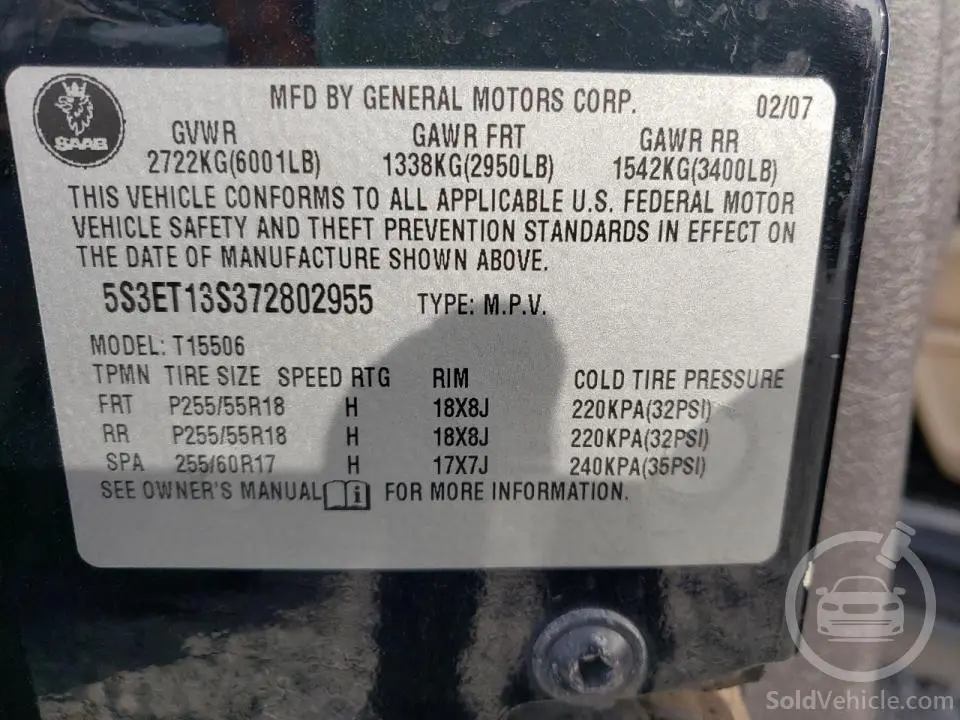 SAAB
MFD BY GENERAL MOTORS CORP. 02/07
GVWR GAWR FRT GAWR RR
2722KG(6001LB) 1338KG(2950LB) 1542KG(3400LB)
THIS VEHICLE CONFORMS TO ALL APPLICABLE U.S. FEDERAL MOTOR
VEHICLE SAFETY AND THEFT PREVENTION STANDARDS IN EFFECT ON
THE DATE OF MANUFACTURE SHOWN ABOVE.
5S3ET13S372802955 TYPE: M.P.V.
MODEL: T15506
TPMN TIRE SIZE SPEED RTG RIM COLD TIRE PRESSURE
FRT P255/55R18 H 18X8J 220KPA(32PSI)
RR P255/55R18 H 18X8J 220KPA(32PSI)
SPA 255/60R17 H 17X7J 240KPA(35PSI)
SEE OWNER'S MANUAL i FOR MORE INFORMATION.
SoldVehicle.com